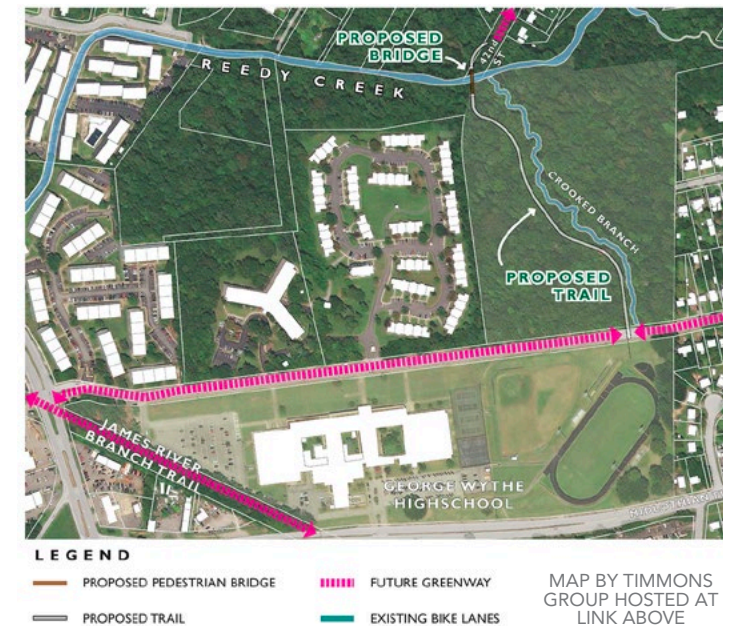 PROPOSED
BRIDGE
42nd
ST
REEDY CREEK
CROOKED BRANCH
PROPOSED
TRAIL
JAMES RIVER
BRANCH TRAIL
GEORGE WYTHE
HIGHSCHOOL
LEGEND
PROPOSED PEDESTRIAN BRIDGE
FUTURE GREENWAY
PROPOSED TRAIL
EXISTING BIKE LANES
MAP BY TIMMONS
GROUP HOSTED AT
LINK ABOVE